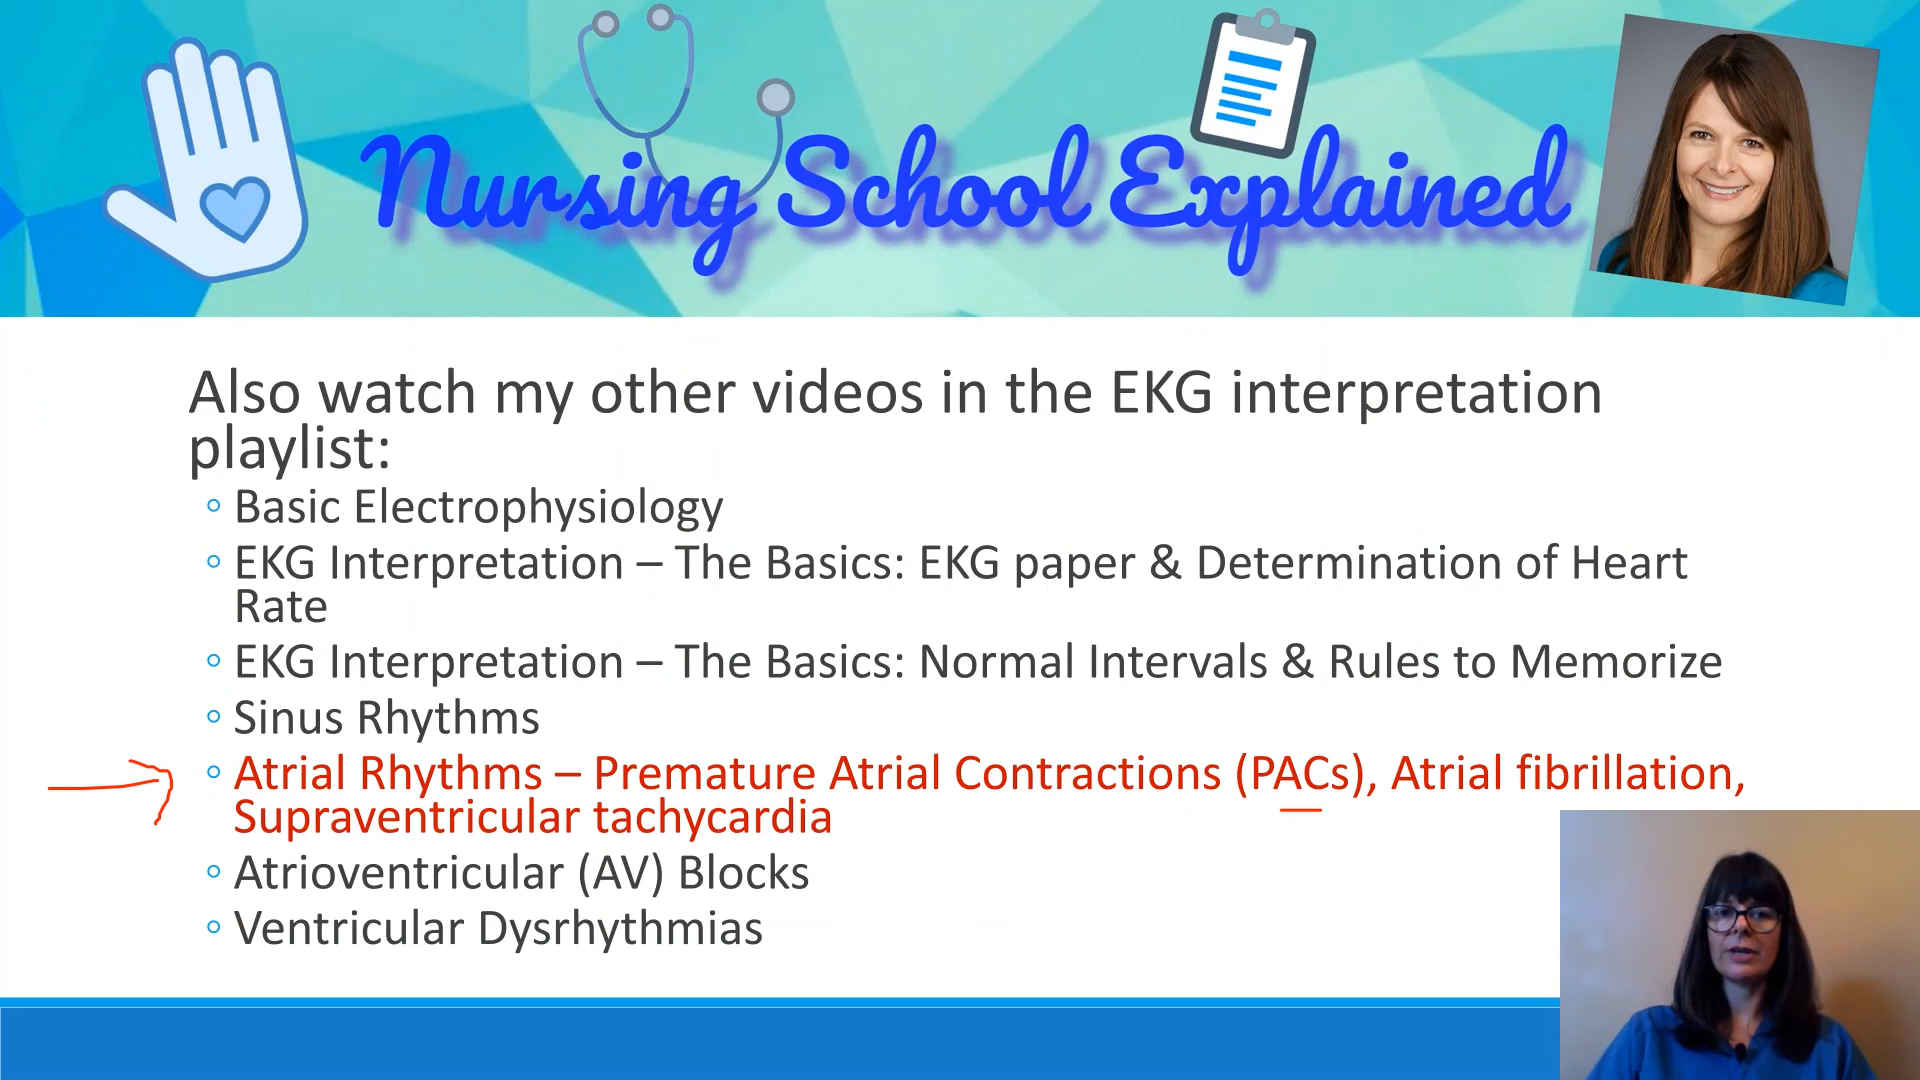 Nursing School Explained
Also watch my other videos in the EKG interpretation
playlist:
Basic Electrophysiology
EKG Interpretation – The Basics: EKG paper & Determination of Heart
Rate
EKG Interpretation – The Basics: Normal Intervals & Rules to Memorize
Sinus Rhythms
Atrial Rhythms – Premature Atrial Contractions (PACs), Atrial fibrillation,
Supraventricular tachycardia
Atrioventricular (AV) Blocks
Ventricular Dysrhythmias